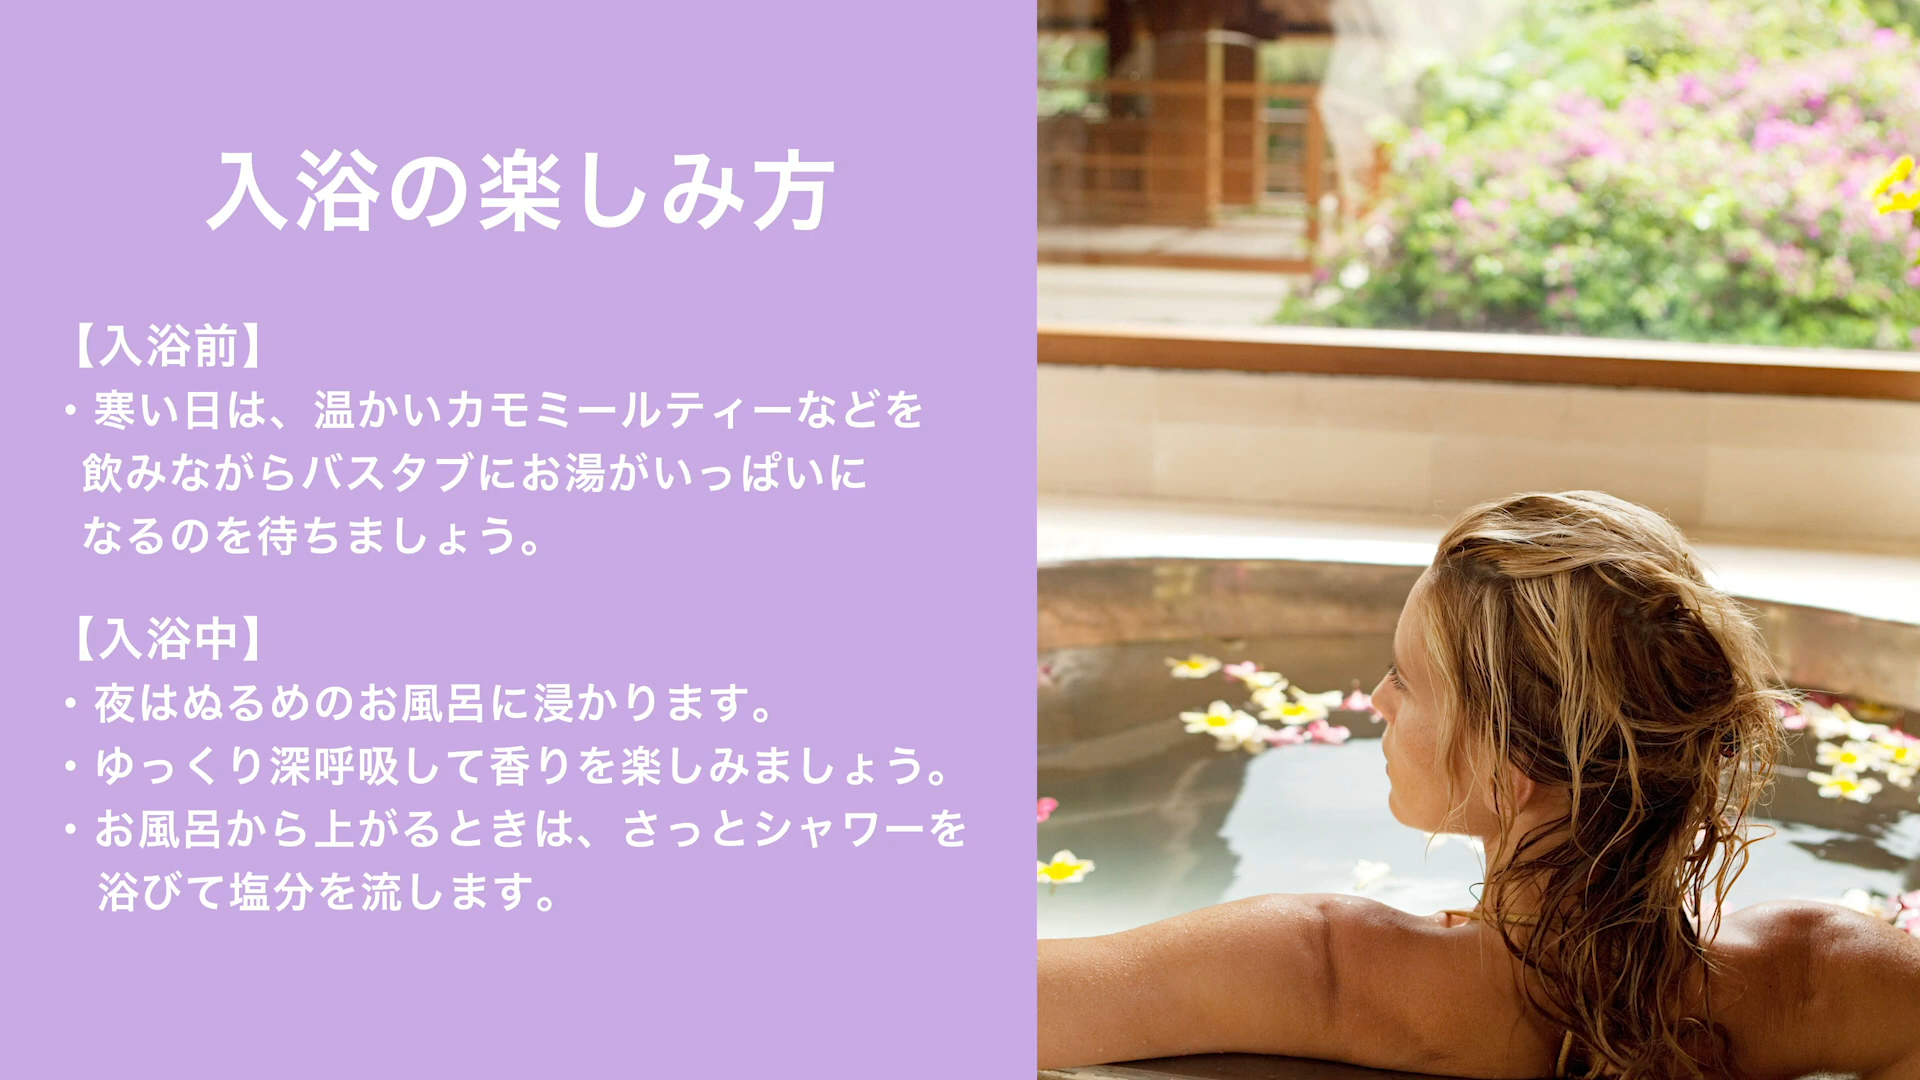 入浴の楽しみ方
【入浴前】
・寒い日は、温かいカモミールティーなどを
飲みながらバスタブにお湯がいっぱいに
なるのを待ちましょう。
【入浴中】
・夜はぬるめのお風呂に浸かります。
・ゆっくり深呼吸して香りを楽しみましょう。
・お風呂から上がるときは、さっとシャワーを
浴びて塩分を流します。